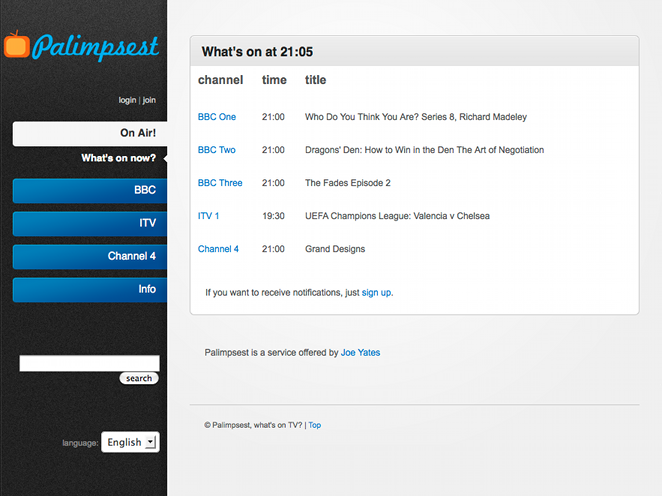 Palimpsest
login | join
On Air!
What's on now?
BBC
ITV
Channel 4
Info
search
language: English
What's on at 21:05
channel time title
BBC One 21:00 Who Do You Think You Are? Series 8, Richard Madeley
BBC Two 21:00 Dragons' Den: How to Win in the Den The Art of Negotiation
BBC Three 21:00 The Fades Episode 2
ITV 1 19:30 UEFA Champions League: Valencia v Chelsea
Channel 4 21:00 Grand Designs
If you want to receive notifications, just sign up.
Palimpsest is a service offered by Joe Yates
© Palimpsest, what's on TV? | Top